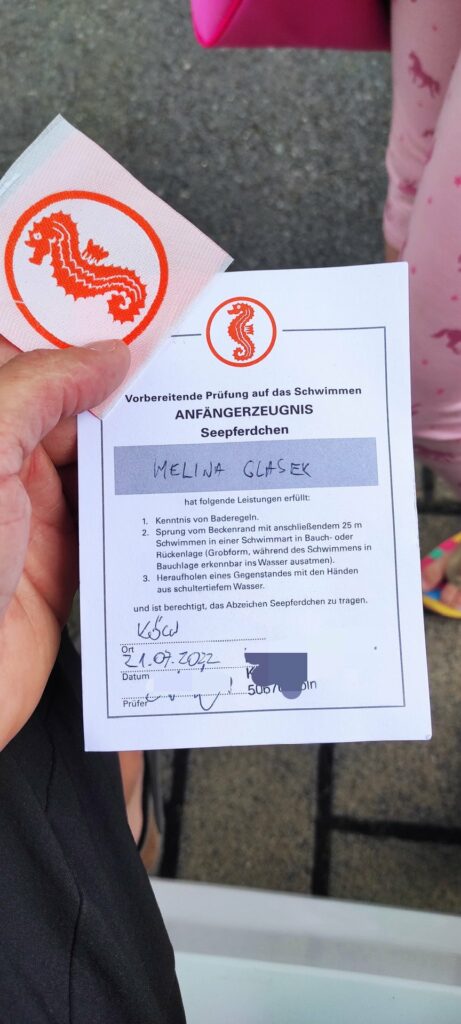 Vorbereitende Prüfung auf das Schwimmen
ANFÄNGERZEUGNIS
Seepferdchen
MELINA GLASEK
hat folgende Leistungen erfüllt:
1. Kenntnis von Baderegeln.
2. Sprung vom Beckenrand mit anschließendem 25 m
Schwimmen in einer Schwimmart in Bauch- oder
Rückenlage (Grobform, während des Schwimmens in
Bauchlage erkennbar ins Wasser ausatmen).
3. Heraufholen eines Gegenstandes mit den Händen
aus schultertiefem Wasser.
und ist berechtigt, das Abzeichen Seepferdchen zu tragen.
Ort
21.07.2022
Datum
Prüfer